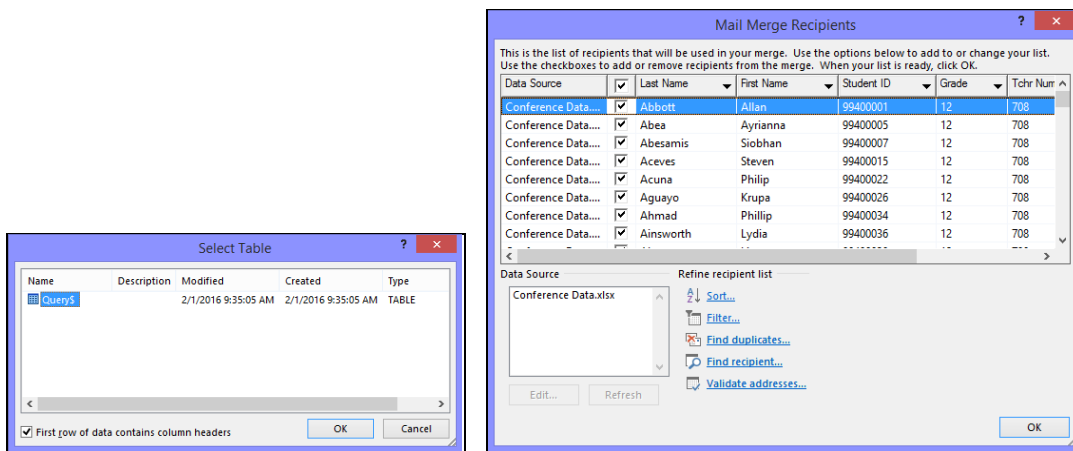 Select Table
? ×
Name Description Modified Created Type
Query$ 2/1/2016 9:35:05 AM 2/1/2016 9:35:05 AM TABLE
First row of data contains column headers
OK Cancel
Mail Merge Recipients
? ×
This is the list of recipients that will be used in your merge. Use the options below to add to or change your list.
Use the checkboxes to add or remove recipients from the merge. When your list is ready, click OK.
Data Source Last Name First Name Student ID Grade Tchr Num
Conference Data.... Abbott Allan 99400001 12 708
Conference Data.... Abea Ayrianna 99400005 12 708
Conference Data.... Abesamis Siobhan 99400007 12 708
Conference Data.... Aceves Steven 99400015 12 708
Conference Data.... Acuna Philip 99400022 12 708
Conference Data.... Aguayo Krupa 99400026 12 708
Conference Data.... Ahmad Phillip 99400034 12 708
Conference Data.... Ainsworth Lydia 99400036 12 708
Data Source Refine recipient list
Conference Data.xlsx
Sort...
Filter...
Find duplicates...
Find recipient...
Validate addresses...
Edit... Refresh
OK